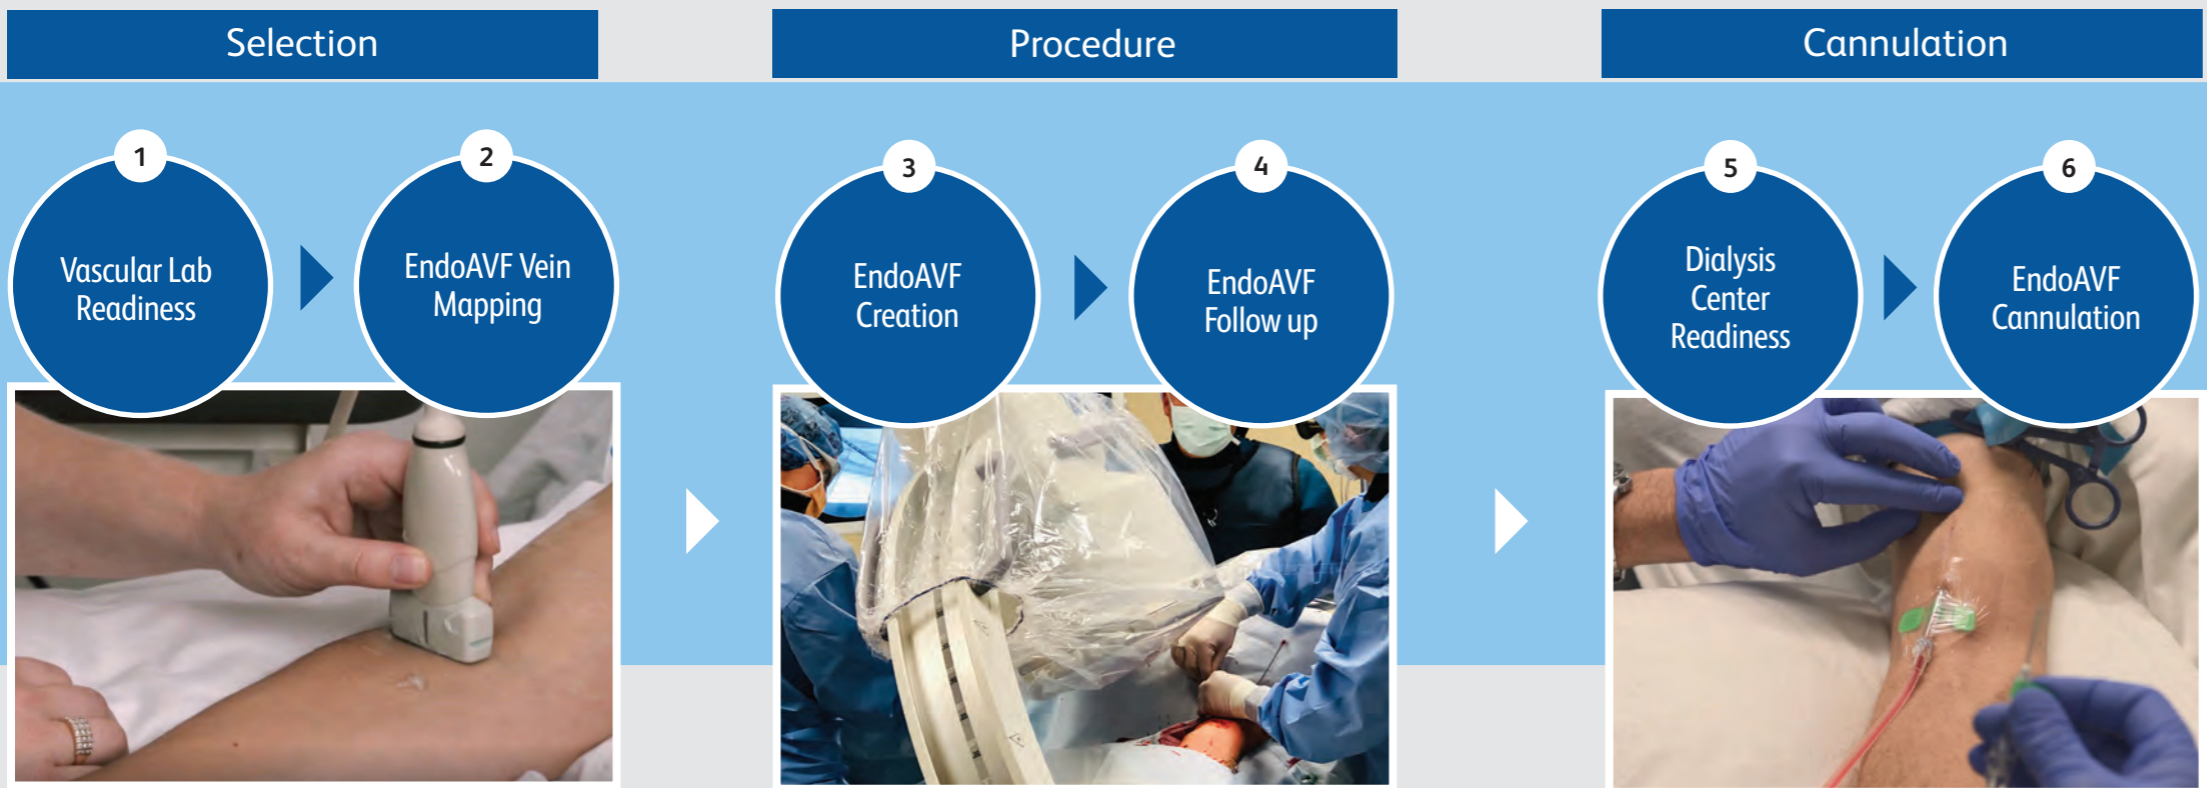 Selection
Procedure
Cannulation
1
Vascular Lab
Readiness
2
EndoAVF Vein
Mapping
3
EndoAVF
Creation
4
EndoAVF
Follow up
5
Dialysis
Center
Readiness
6
EndoAVF
Cannulation